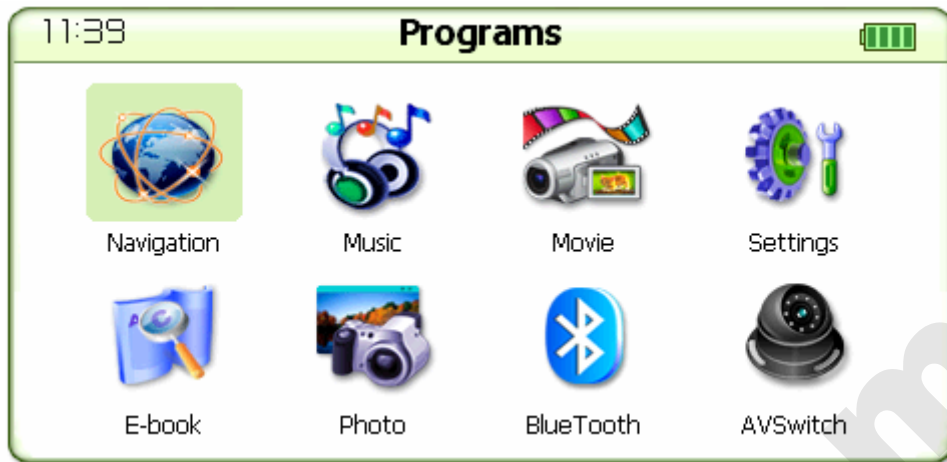 11:39
Programs
Navigation
Music
Movie
Settings
E-book
Photo
BlueTooth
AVSwitch